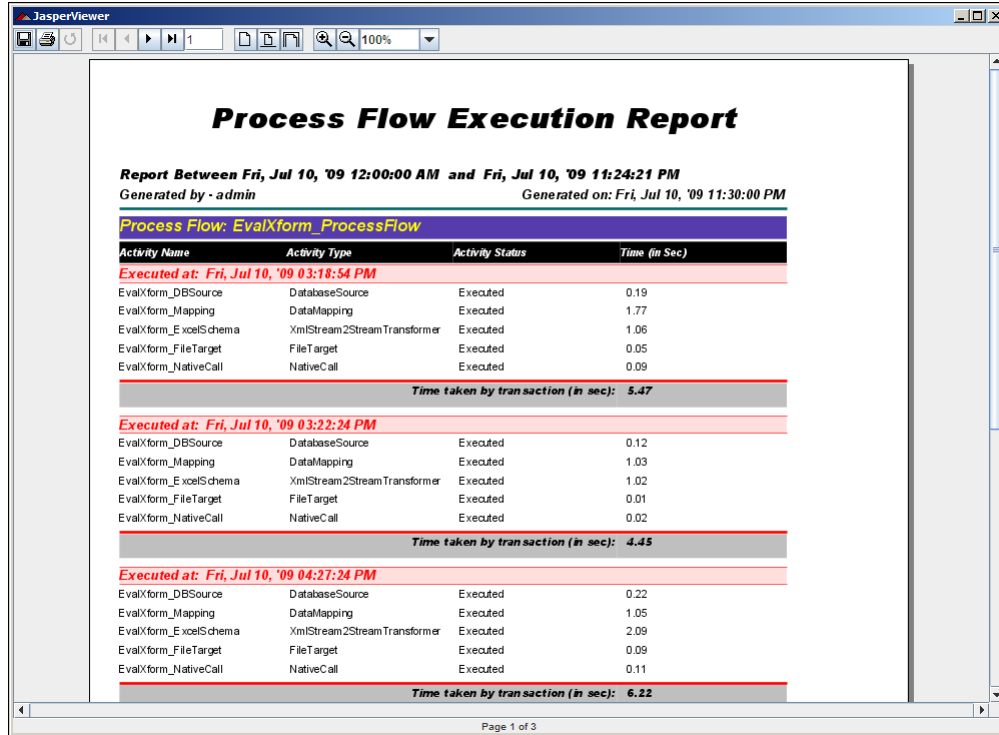 JasperViewer
1 100%
Process Flow Execution Report
Report Between Fri, Jul 10, '09 12:00:00 AM and Fri, Jul 10, '09 11:24:21 PM
Generated by - admin Generated on: Fri, Jul 10, '09 11:30:00 PM
Process Flow: EvalXform_ProcessFlow
Activity Name Activity Type Activity Status Time (in Sec)
Executed at: Fri, Jul 10, '09 03:18:54 PM
EvalXform_DBSource DatabaseSource Executed 0.19
EvalXform_Mapping DataMapping Executed 1.77
EvalXform_ExcelSchema XmlStream2StreamTransformer Executed 1.06
EvalXform_FileTarget FileTarget Executed 0.05
EvalXform_NativeCall NativeCall Executed 0.09
Time taken by transaction (in sec): 5.47
Executed at: Fri, Jul 10, '09 03:22:24 PM
EvalXform_DBSource DatabaseSource Executed 0.12
EvalXform_Mapping DataMapping Executed 1.03
EvalXform_ExcelSchema XmlStream2StreamTransformer Executed 1.02
EvalXform_FileTarget FileTarget Executed 0.01
EvalXform_NativeCall NativeCall Executed 0.02
Time taken by transaction (in sec): 4.45
Executed at: Fri, Jul 10, '09 04:27:24 PM
EvalXform_DBSource DatabaseSource Executed 0.22
EvalXform_Mapping DataMapping Executed 1.05
EvalXform_ExcelSchema XmlStream2StreamTransformer Executed 2.09
EvalXform_FileTarget FileTarget Executed 0.09
EvalXform_NativeCall NativeCall Executed 0.11
Time taken by transaction (in sec): 6.22
Page 1 of 3